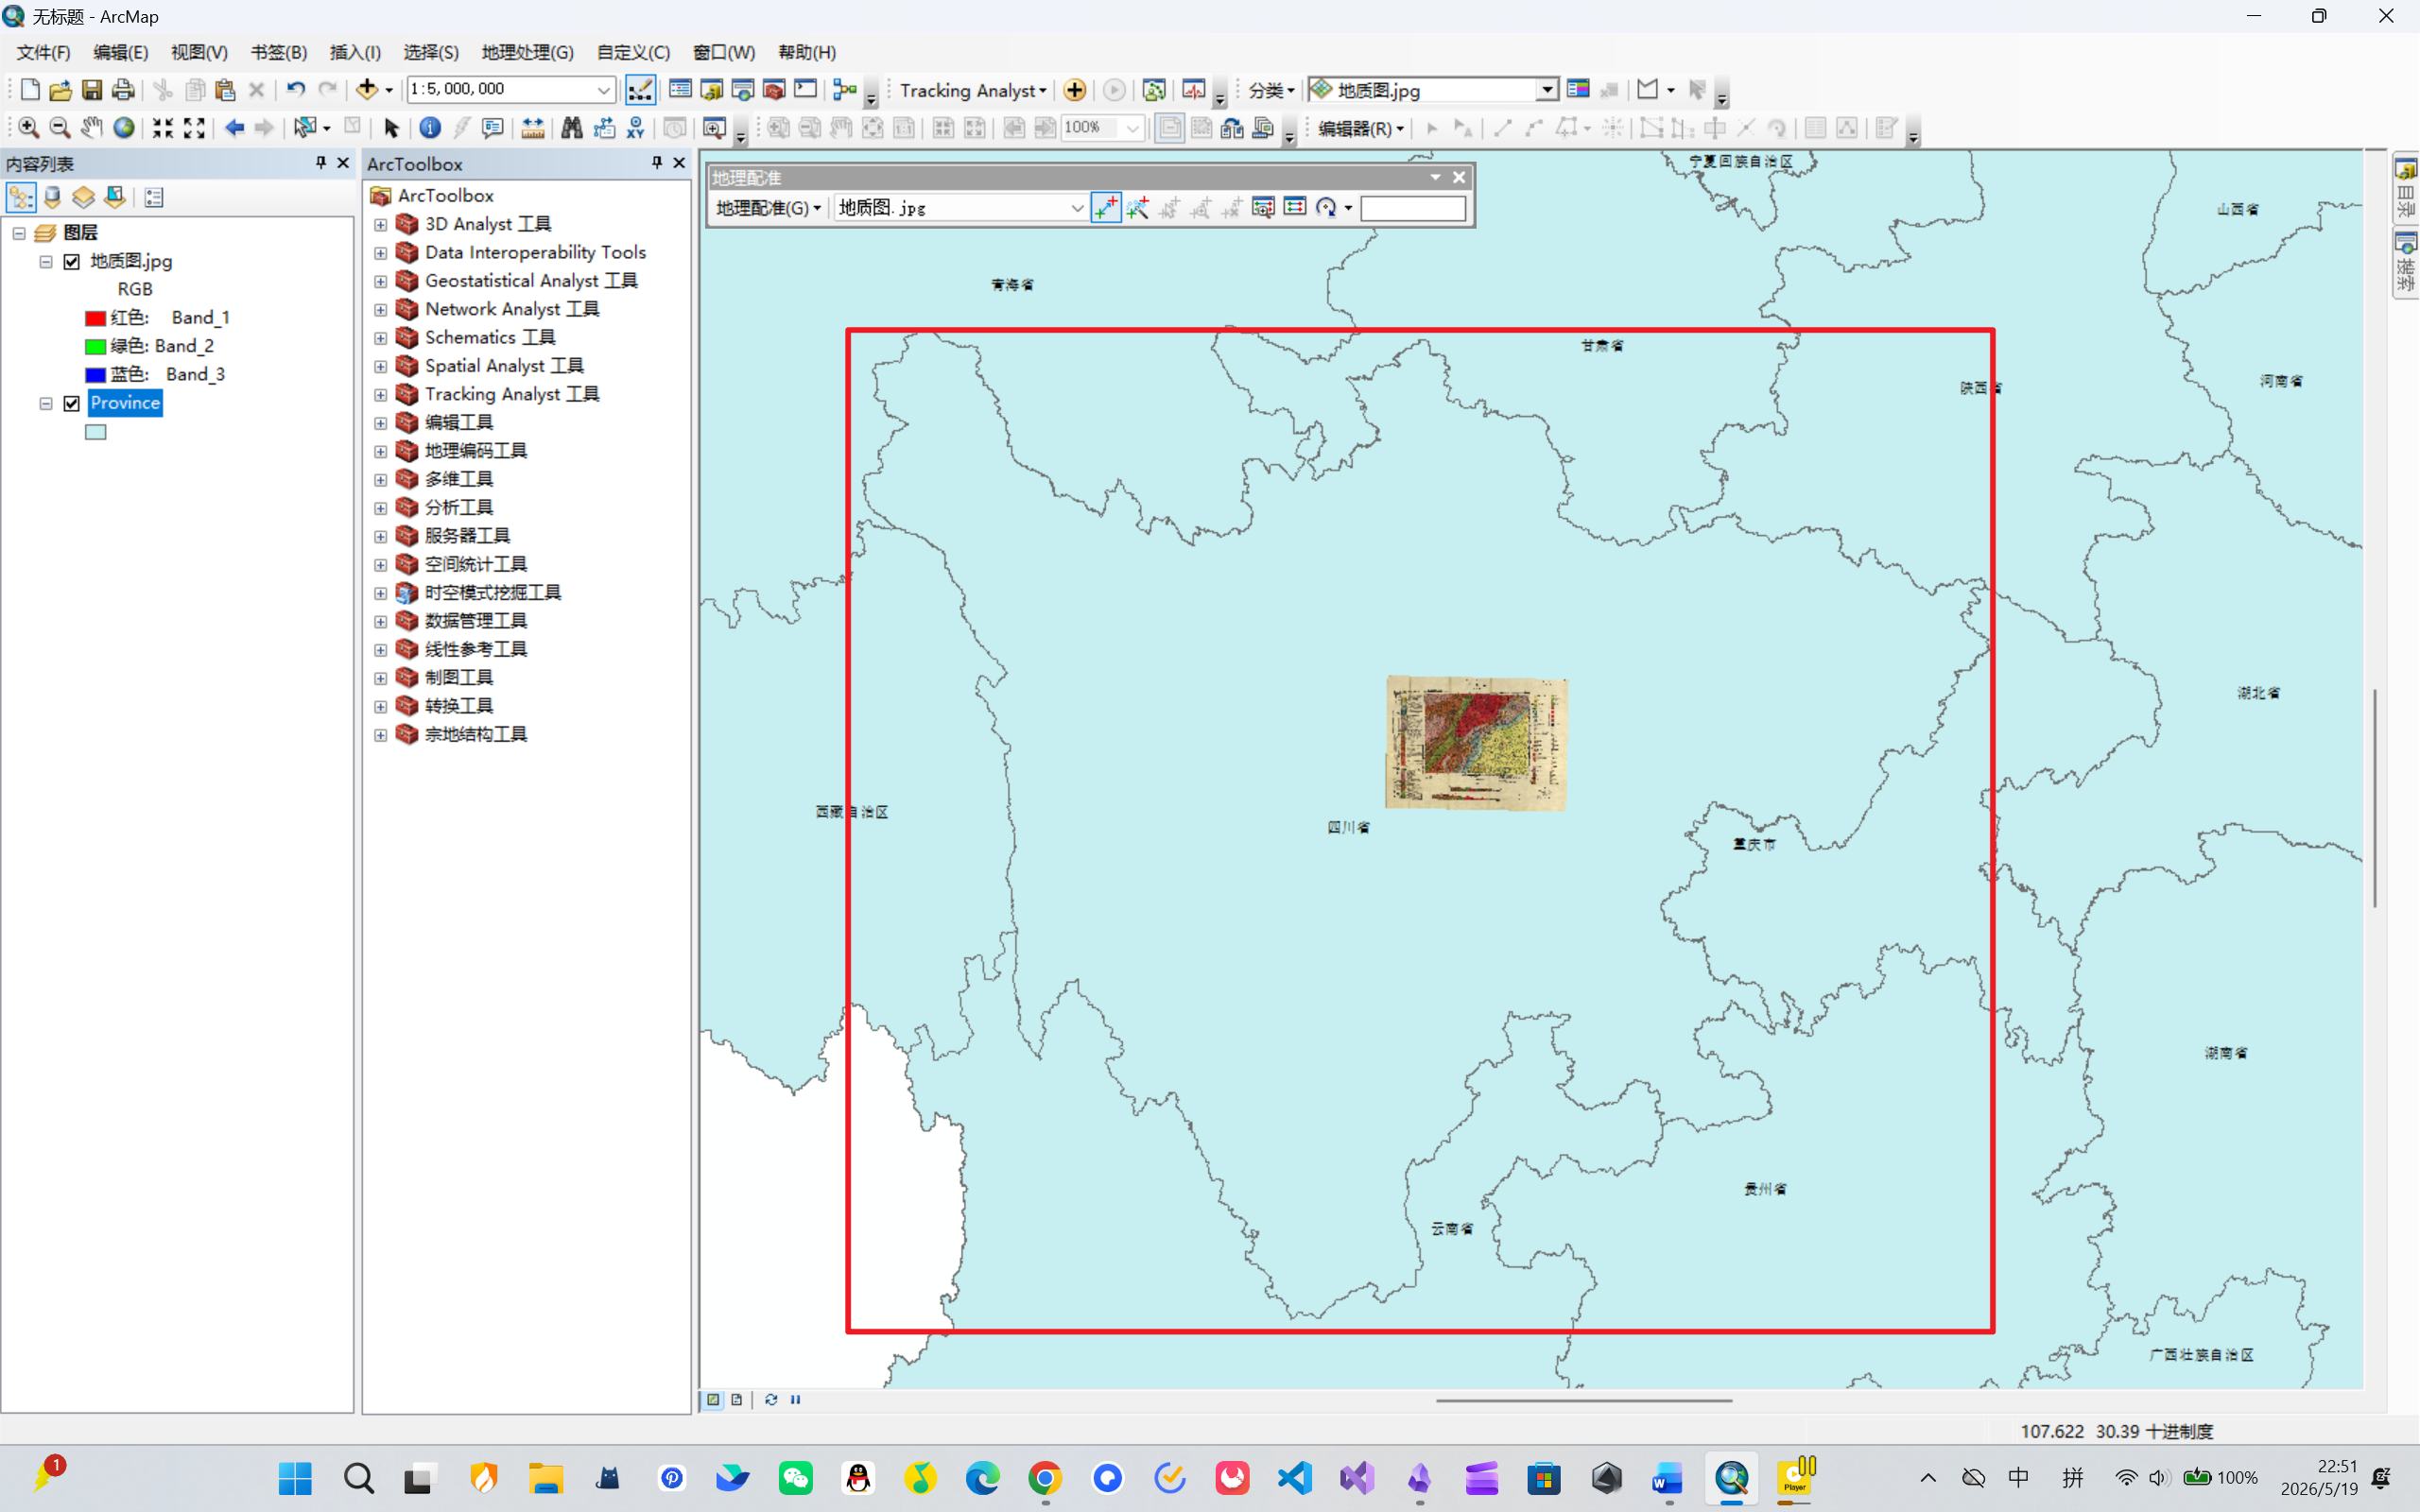 无标题 - ArcMap
文件(F) 编辑(E) 视图(V) 书签(B) 插入(I) 选择(S) 地理处理(G) 自定义(C) 窗口(W) 帮助(H)
1:5,000,000
Tracking Analyst
分类 地质图.jpg
100%
编辑器(R)
内容列表
图层
地质图.jpg
RGB
红色: Band_1
绿色: Band_2
蓝色: Band_3
Province
ArcToolbox
ArcToolbox
3D Analyst 工具
Data Interoperability Tools
Geostatistical Analyst 工具
Network Analyst 工具
Schematics 工具
Spatial Analyst 工具
Tracking Analyst 工具
编辑工具
地理编码工具
多维工具
分析工具
服务器工具
空间统计工具
时空模式挖掘工具
数据管理工具
线性参考工具
制图工具
转换工具
宗地结构工具
地理配准
地理配准(G) 地质图.jpg
宁夏回族自治区
山西省
青海省
甘肃省
陕西省
河南省
湖北省
西藏自治区
四川省
重庆市
湖南省
贵州省
云南省
广西壮族自治区
目录
搜索
107.622 30.39 十进制度
1
Player
中
拼
100%
22:51
2026/5/19